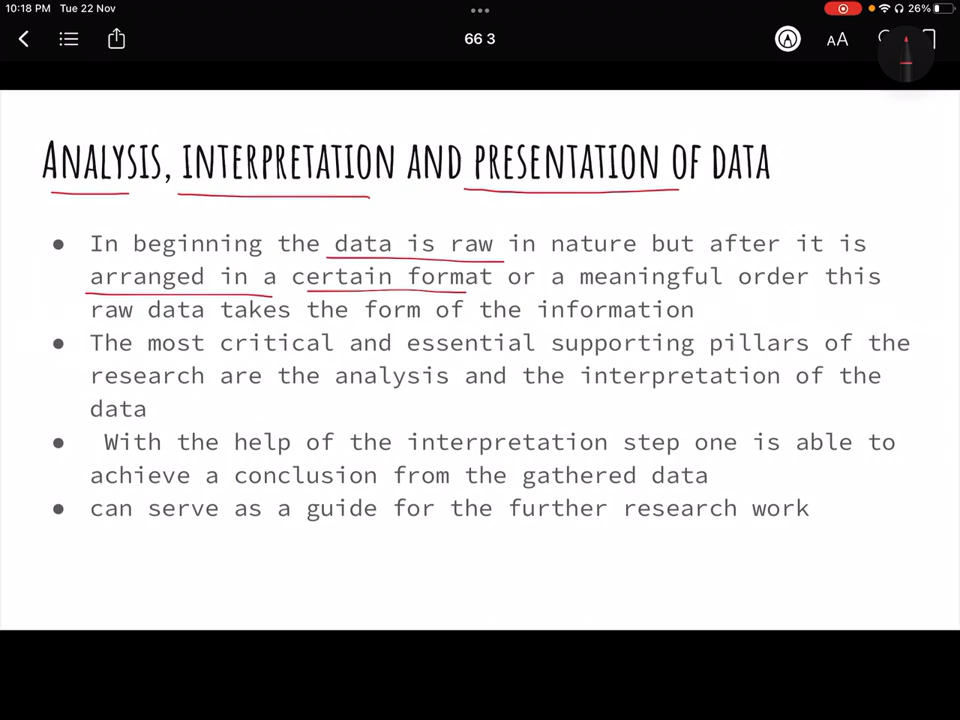 10:18 PM Tue 22 Nov
26%
66 3
AA
ANALYSIS, INTERPRETATION AND PRESENTATION OF DATA
● In beginning the data is raw in nature but after it is
arranged in a certain format or a meaningful order this
raw data takes the form of the information
● The most critical and essential supporting pillars of the
research are the analysis and the interpretation of the
data
● With the help of the interpretation step one is able to
achieve a conclusion from the gathered data
● can serve as a guide for the further research work